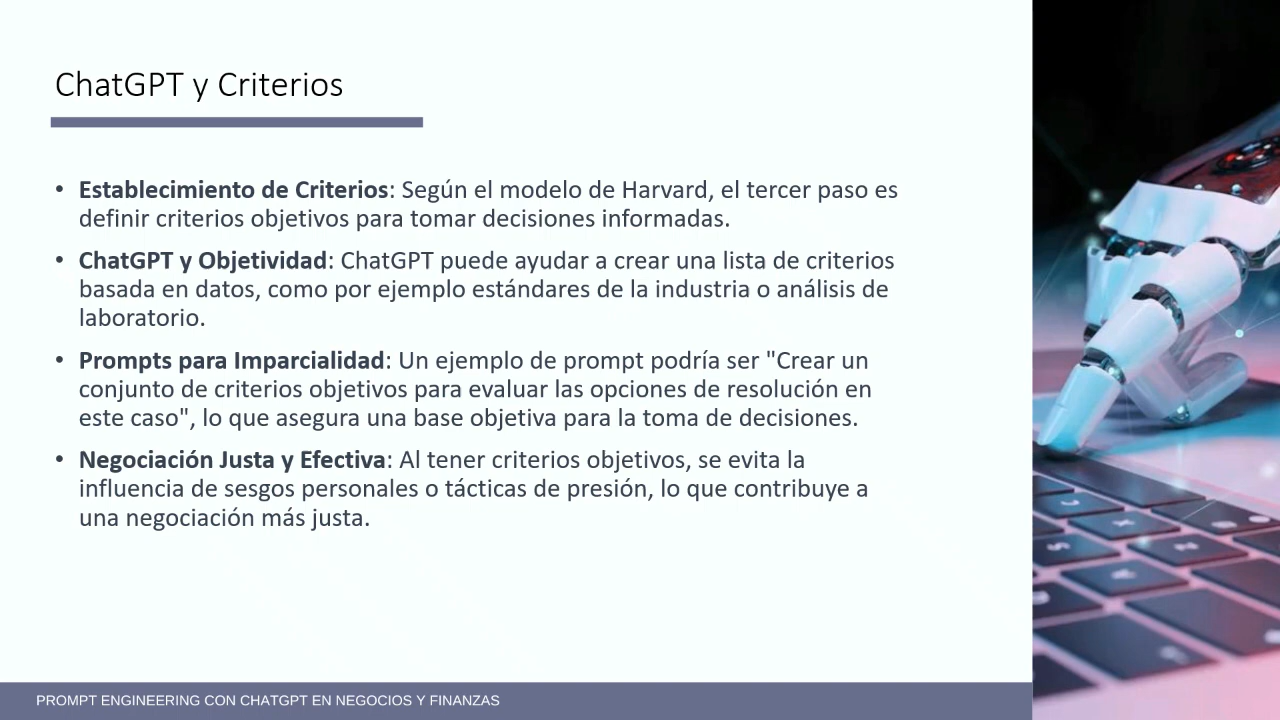 ChatGPT y Criterios
• Establecimiento de Criterios: Según el modelo de Harvard, el tercer paso es
definir criterios objetivos para tomar decisiones informadas.
• ChatGPT y Objetividad: ChatGPT puede ayudar a crear una lista de criterios
basada en datos, como por ejemplo estándares de la industria o análisis de
laboratorio.
• Prompts para Imparcialidad: Un ejemplo de prompt podría ser "Crear un
conjunto de criterios objetivos para evaluar las opciones de resolución en
este caso", lo que asegura una base objetiva para la toma de decisiones.
• Negociación Justa y Efectiva: Al tener criterios objetivos, se evita la
influencia de sesgos personales o tácticas de presión, lo que contribuye a
una negociación más justa.
PROMPT ENGINEERING CON CHATGPT EN NEGOCIOS Y FINANZAS